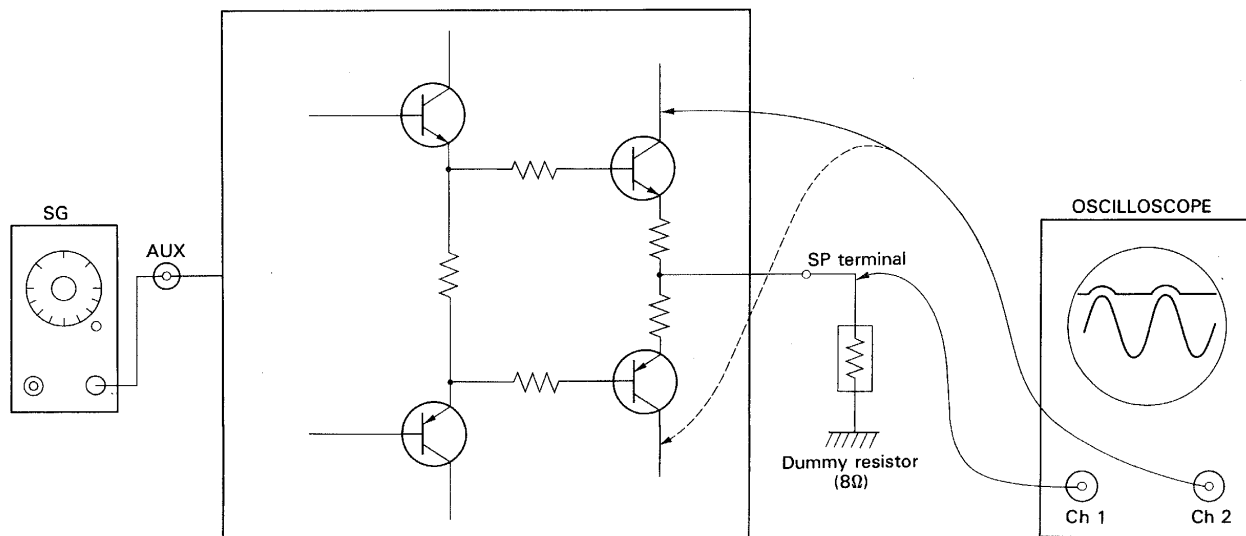 SG
AUX
SP terminal
Dummy resistor
(8Ω)
OSCILLOSCOPE
Ch 1
Ch 2